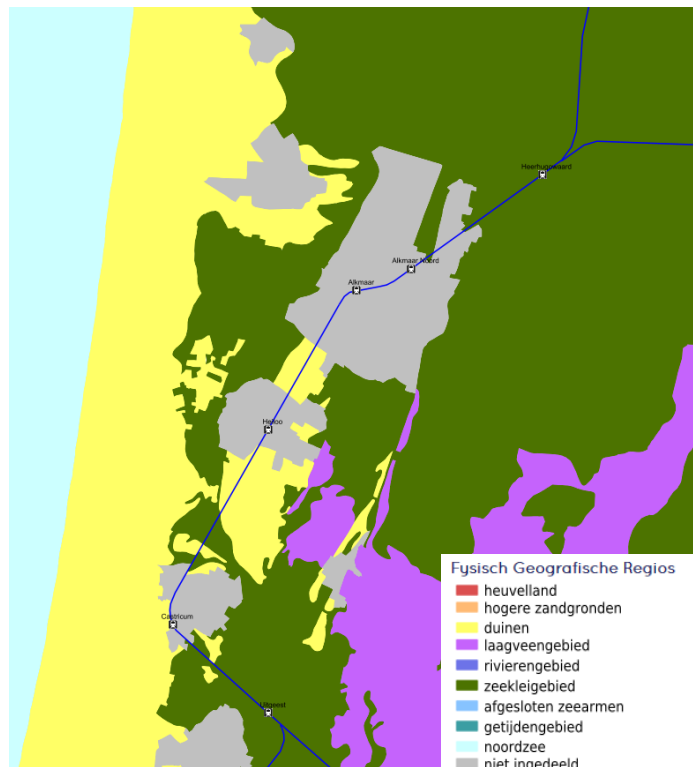 Heerhugowaard
Alkmaar Noord
Alkmaar
Heiloo
Castricum
Uitgeest
Fysisch Geografische Regios
heuvelland
hogere zandgronden
duinen
laagveengebied
rivierengebied
zeekleigebied
afgesloten zeearmen
getijdengebied
noordzee
niet ingedeeld